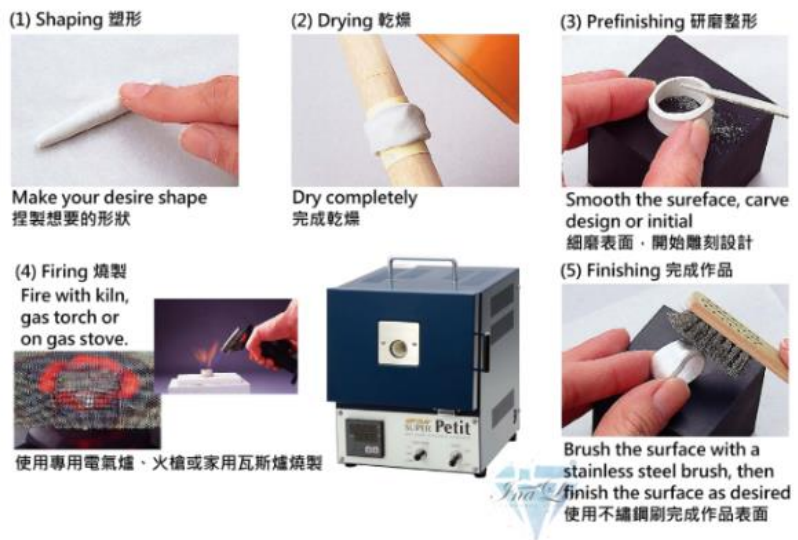 (1) Shaping 塑形
Make your desire shape
捏製想要的形狀
(2) Drying 乾燥
Dry completely
完成乾燥
(3) Prefinishing 研磨整形
Smooth the sureface, carve
design or initial
細磨表面，開始雕刻設計
(4) Firing 燒製
Fire with kiln,
gas torch or
on gas stove.
使用專用電氣爐、火槍或家用瓦斯爐燒製
SUPER Petit
(5) Finishing 完成作品
Brush the surface with a
stainless steel brush, then
finish the surface as desired
使用不繡鋼刷完成作品表面